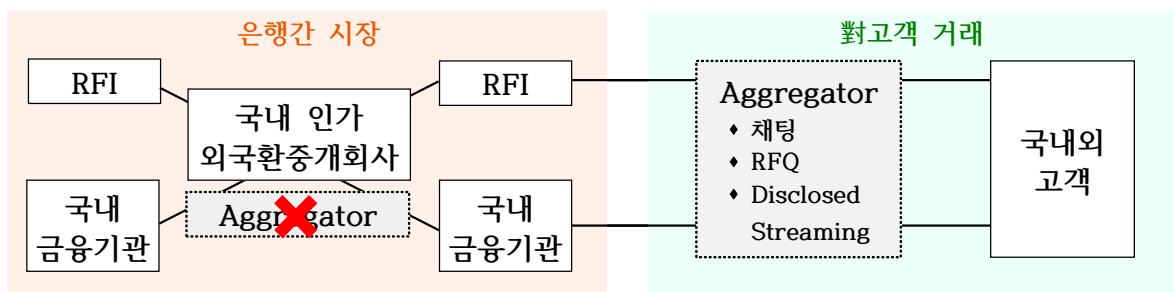 은행간 시장
RFI
국내 인가
외국환중개회사
RFI
국내
금융기관
Aggregator
국내
금융기관
對고객 거래
Aggregator
♦ 채팅
♦ RFQ
♦ Disclosed
Streaming
국내외
고객